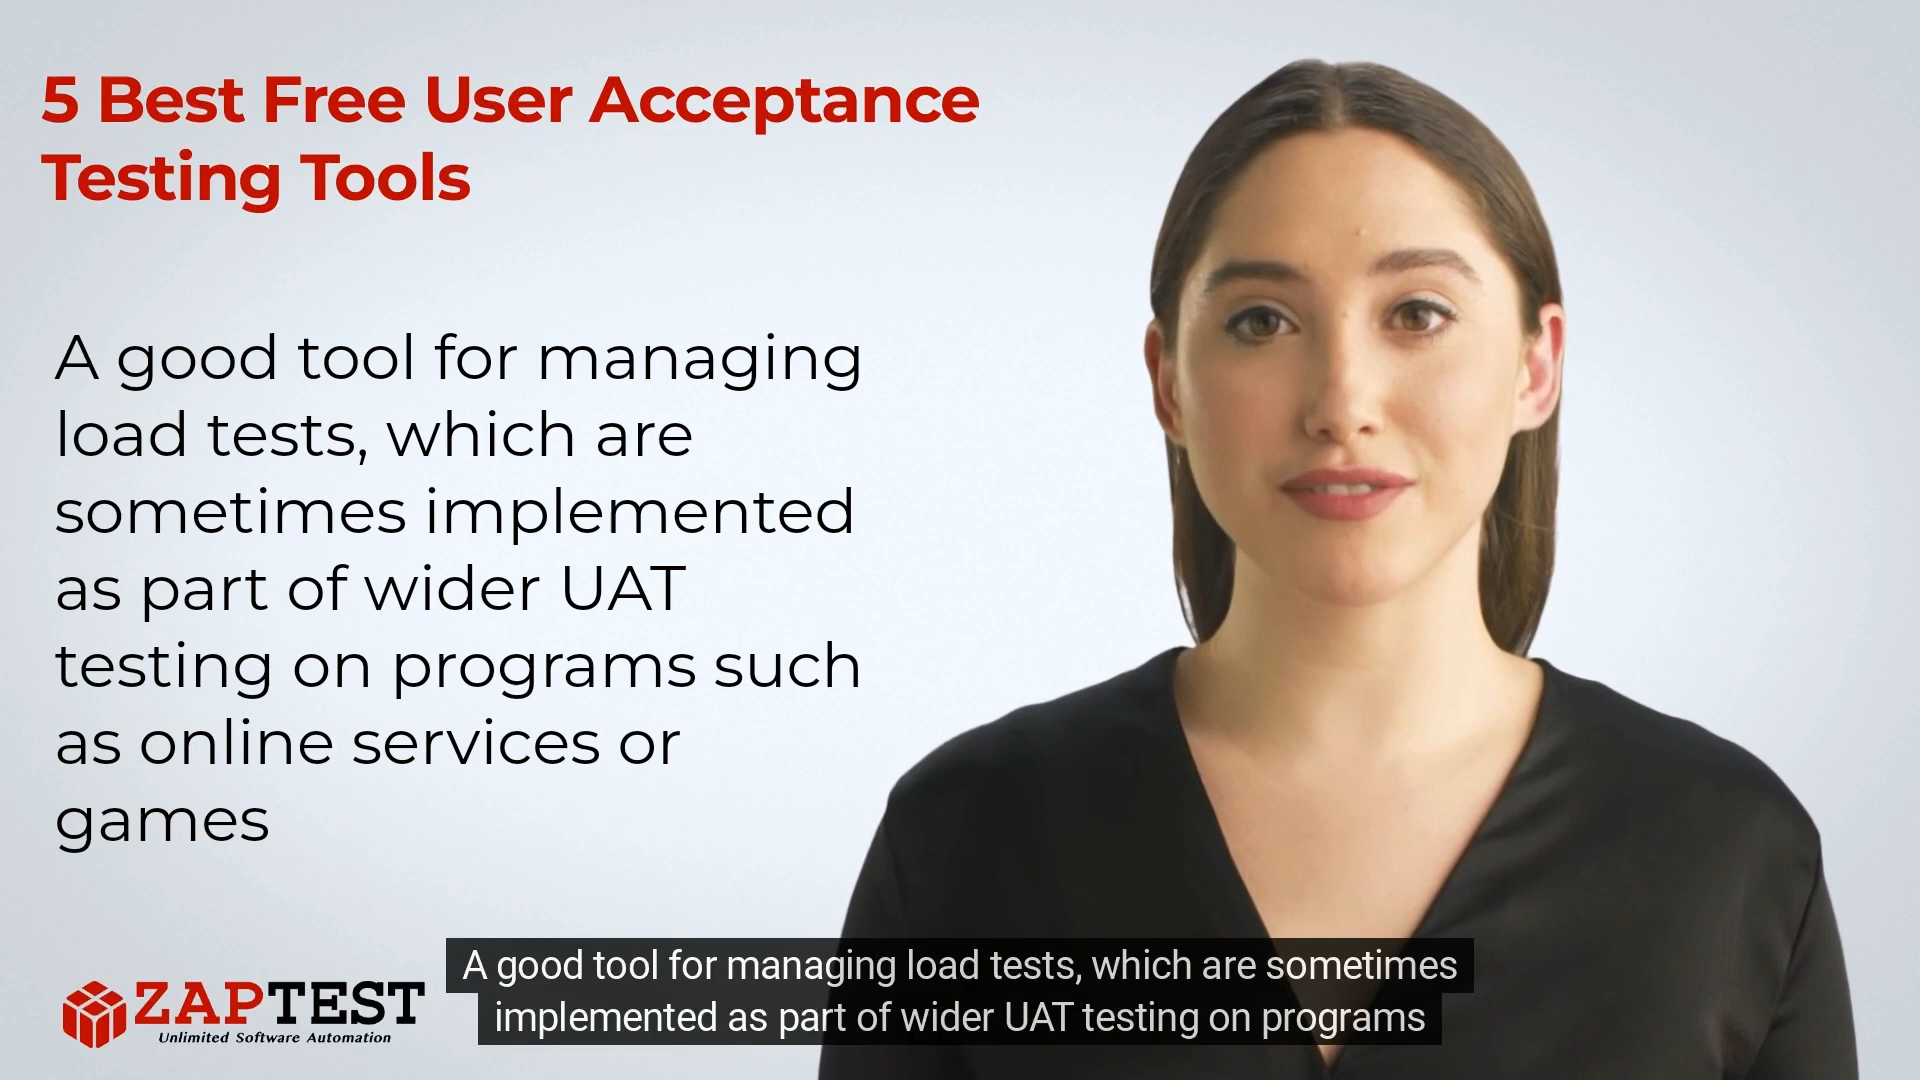 5 Best Free User Acceptance
Testing Tools
A good tool for managing
load tests, which are
sometimes implemented
as part of wider UAT
testing on programs such
as online services or
games
ZAPTEST
Unlimited Software Automation
A good tool for managing load tests, which are sometimes
implemented as part of wider UAT testing on programs